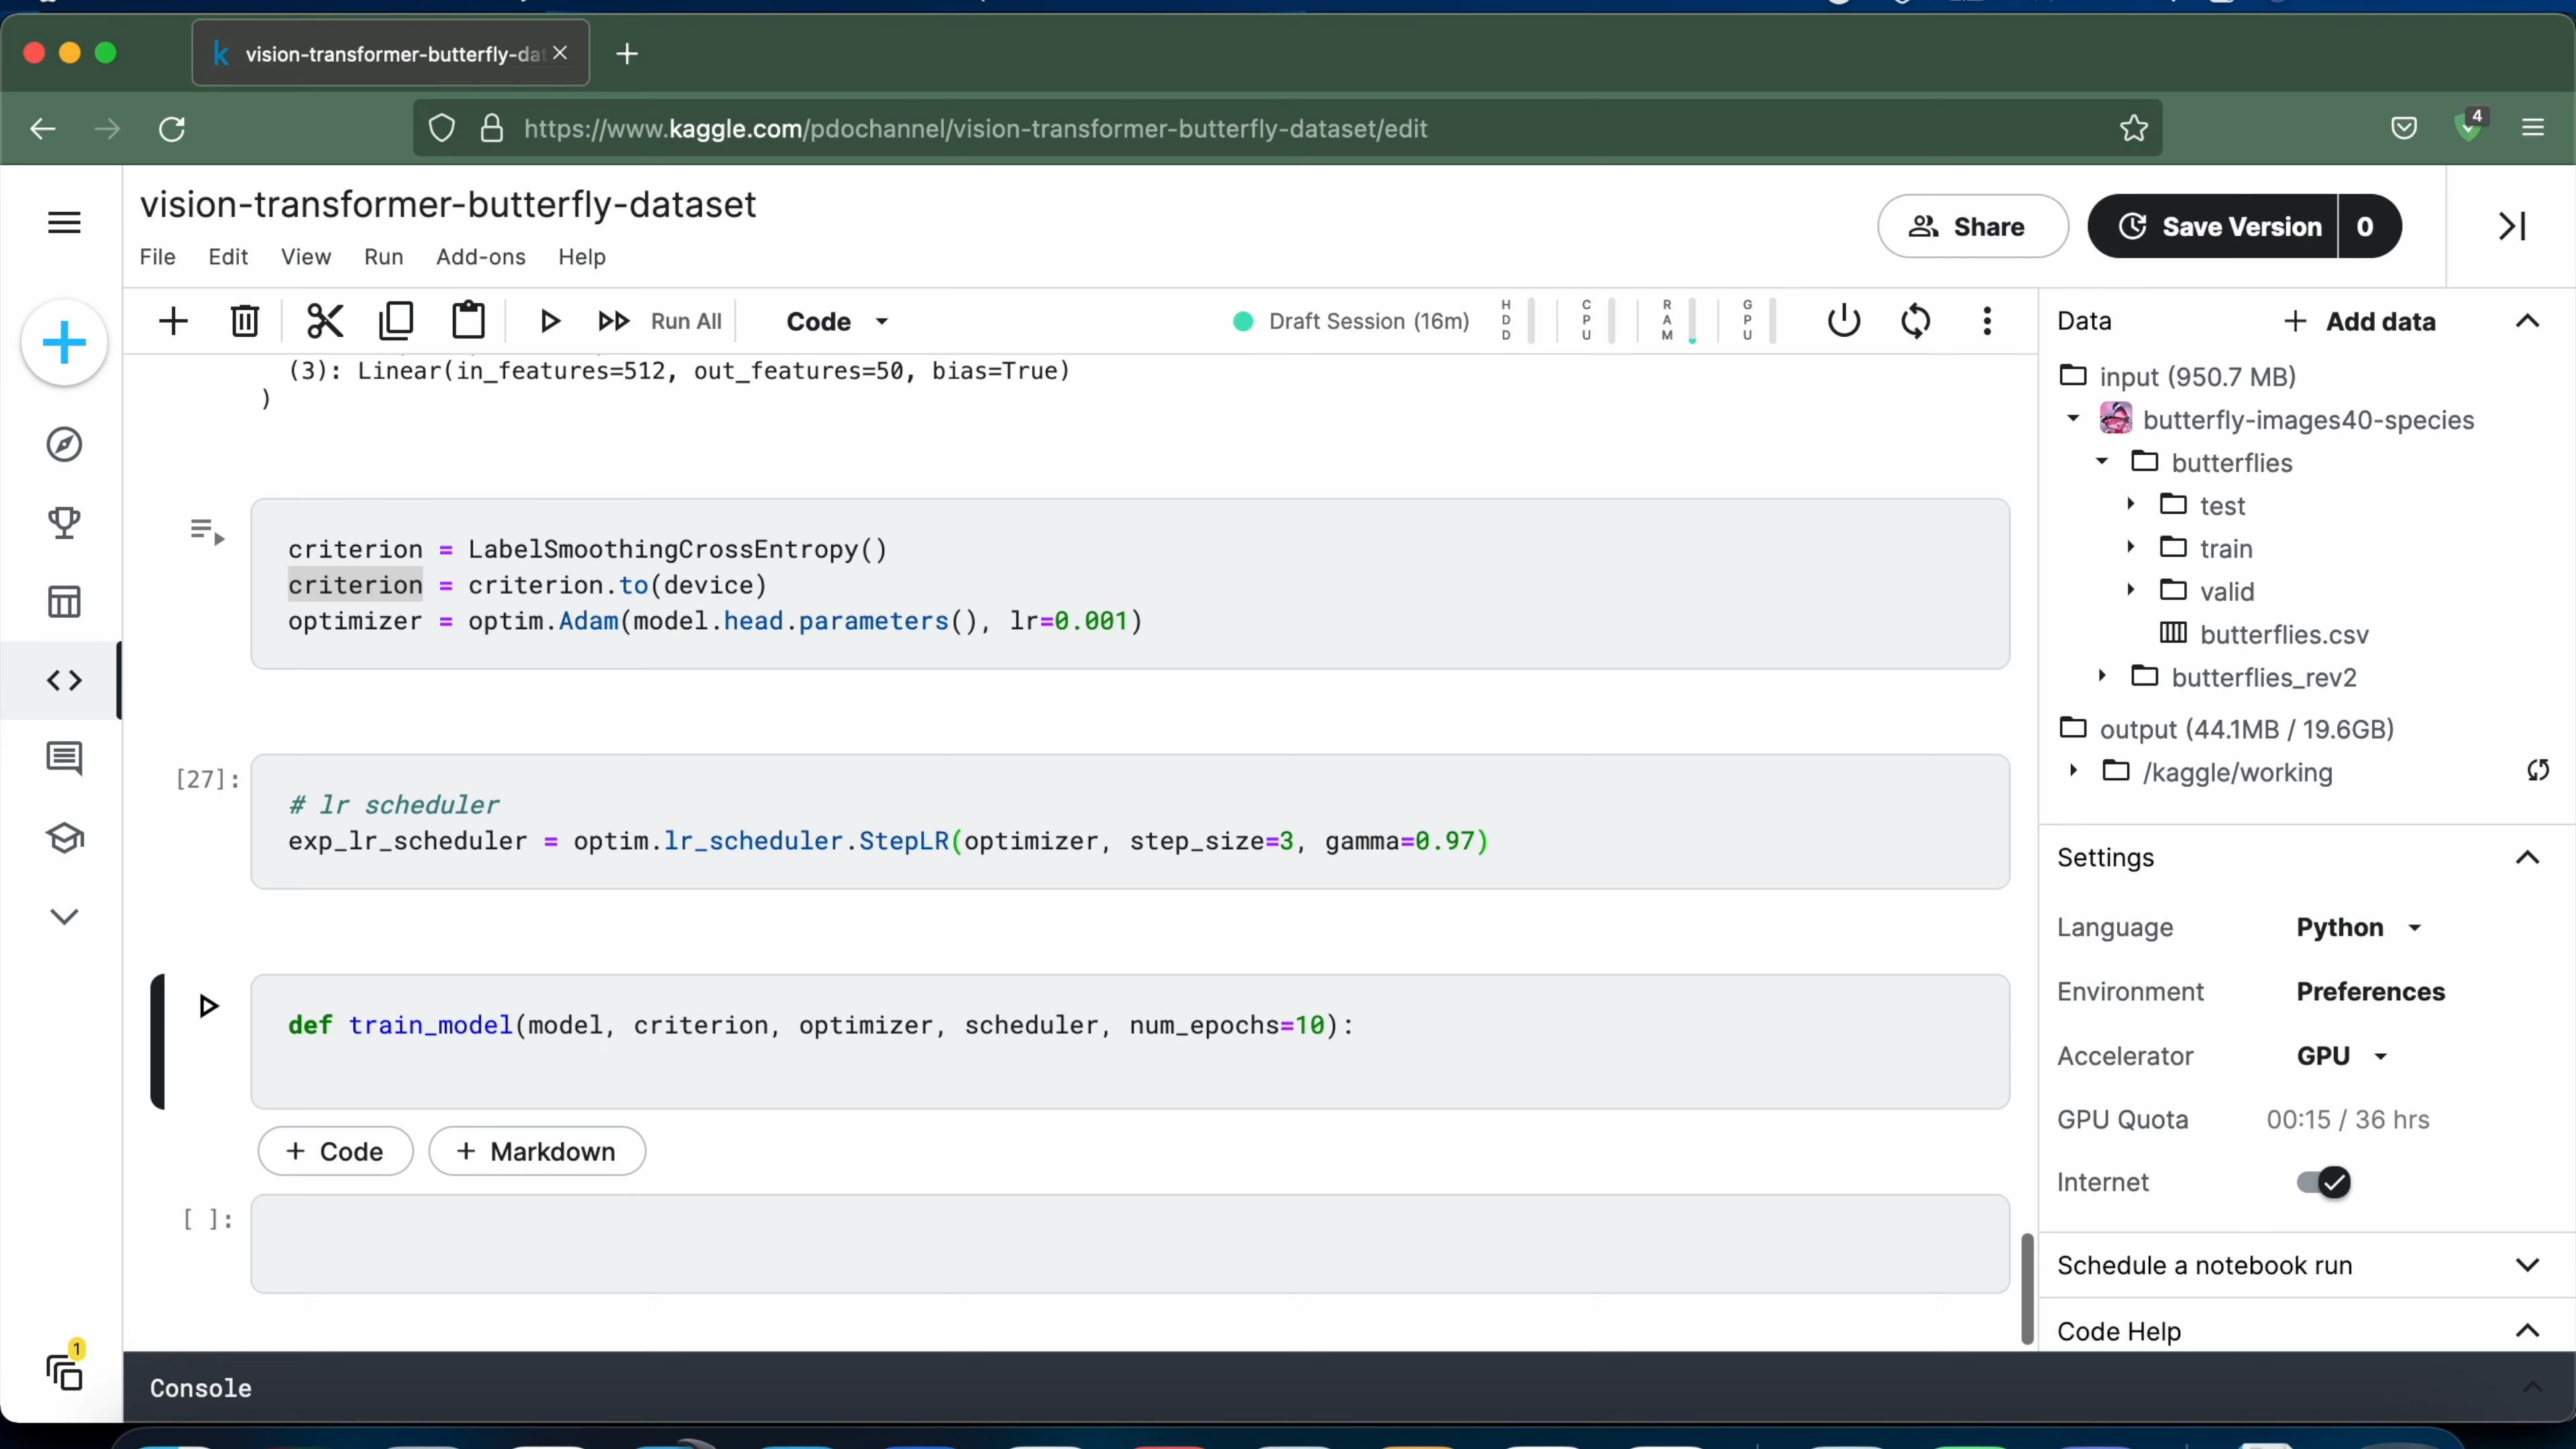 vision-transformer-butterfly-dat
https://www.kaggle.com/pdochannel/vision-transformer-butterfly-dataset/edit
4
vision-transformer-butterfly-dataset
File Edit View Run Add-ons Help
Share
Save Version 0
Run All
Code
Draft Session (16m)
HDD
CPU
RAM
GPU
(3): Linear(in_features=512, out_features=50, bias=True)
)
criterion = LabelSmoothingCrossEntropy()
criterion = criterion.to(device)
optimizer = optim.Adam(model.head.parameters(), lr=0.001)
[27]:
# lr scheduler
exp_lr_scheduler = optim.lr_scheduler.StepLR(optimizer, step_size=3, gamma=0.97)
def train_model(model, criterion, optimizer, scheduler, num_epochs=10):
+ Code
+ Markdown
[ ]:
Console
1
Data
+ Add data
input (950.7 MB)
butterfly-images40-species
butterflies
test
train
valid
butterflies.csv
butterflies_rev2
output (44.1MB / 19.6GB)
/kaggle/working
Settings
Language Python
Environment Preferences
Accelerator GPU
GPU Quota 00:15 / 36 hrs
Internet
Schedule a notebook run
Code Help